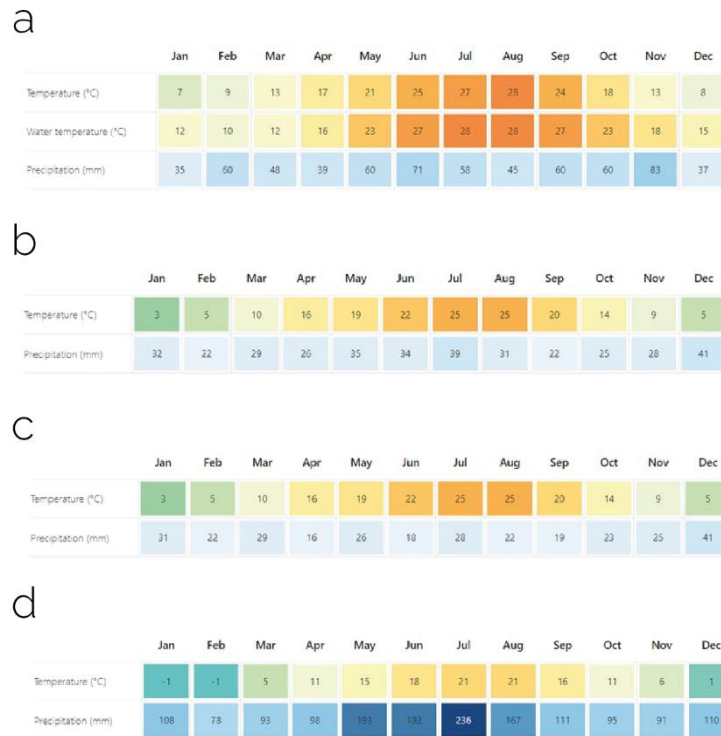 a
Jan Feb Mar Apr May Jun Jul Aug Sep Oct Nov Dec
Temperature (°C) 7 9 13 17 21 25 27 28 24 18 13 8
Water temperature (°C) 12 10 12 16 23 27 28 28 27 23 18 15
Precipitation (mm) 35 60 48 39 60 71 58 45 60 60 83 37
b
Jan Feb Mar Apr May Jun Jul Aug Sep Oct Nov Dec
Temperature (°C) 3 5 10 16 19 22 25 25 20 14 9 5
Precipitation (mm) 32 22 29 26 35 34 39 31 22 25 28 41
c
Jan Feb Mar Apr May Jun Jul Aug Sep Oct Nov Dec
Temperature (°C) 3 5 10 16 19 22 25 25 20 14 9 5
Precipitation (mm) 31 22 29 16 26 18 28 22 19 23 25 41
d
Jan Feb Mar Apr May Jun Jul Aug Sep Oct Nov Dec
Temperature (°C) -1 -1 5 11 15 18 21 21 16 11 6 1
Precipitation (mm) 108 78 93 98 193 192 236 167 111 95 91 110